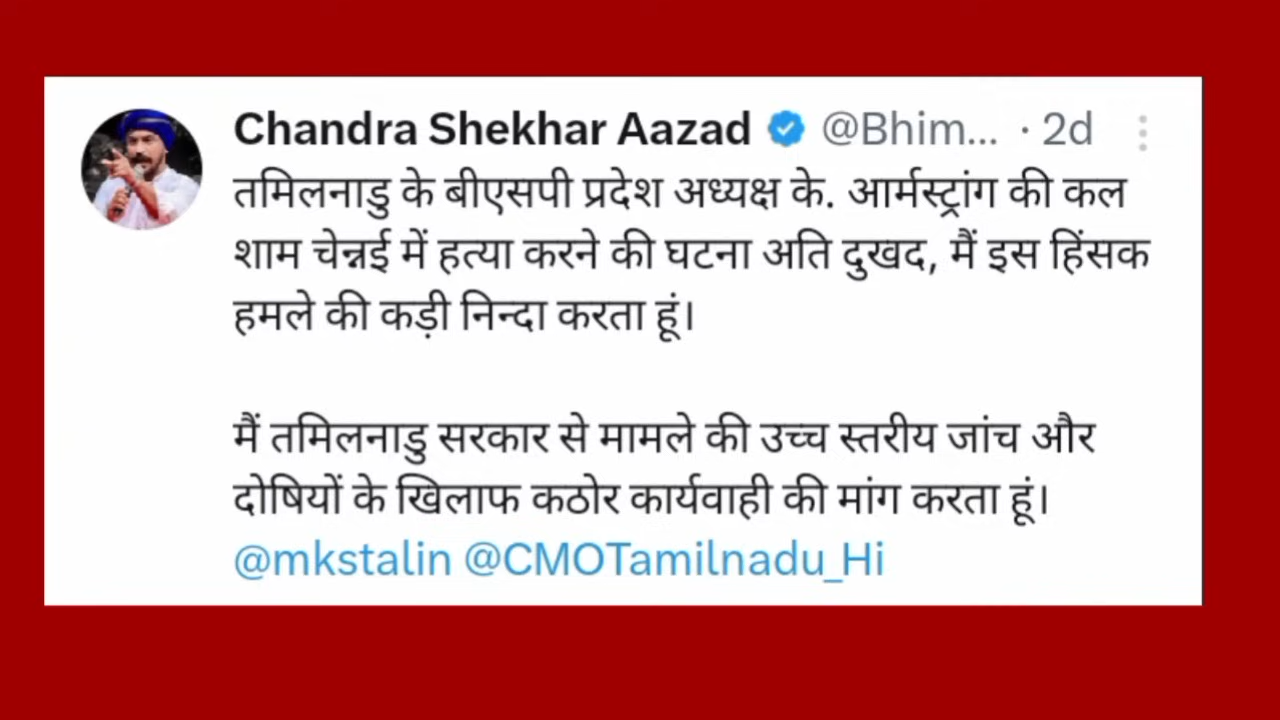 Chandra Shekhar Aazad @Bhim... · 2d
तमिलनाडु के बीएसपी प्रदेश अध्यक्ष के. आर्मस्ट्रांग की कल
शाम चेन्नई में हत्या करने की घटना अति दुखद, मैं इस हिंसक
हमले की कड़ी निन्दा करता हूं।
मैं तमिलनाडु सरकार से मामले की उच्च स्तरीय जांच और
दोषियों के खिलाफ कठोर कार्यवाही की मांग करता हूं।
@mkstalin @CMOTamilnadu_Hi